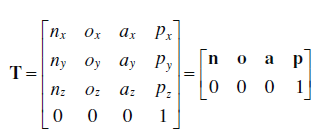 T = [ n_x o_x a_x p_x ; n_y o_y a_y p_y ; n_z o_z a_z p_z ; 0 0 0 1 ] = [ n o a p ; 0 0 0 1 ]